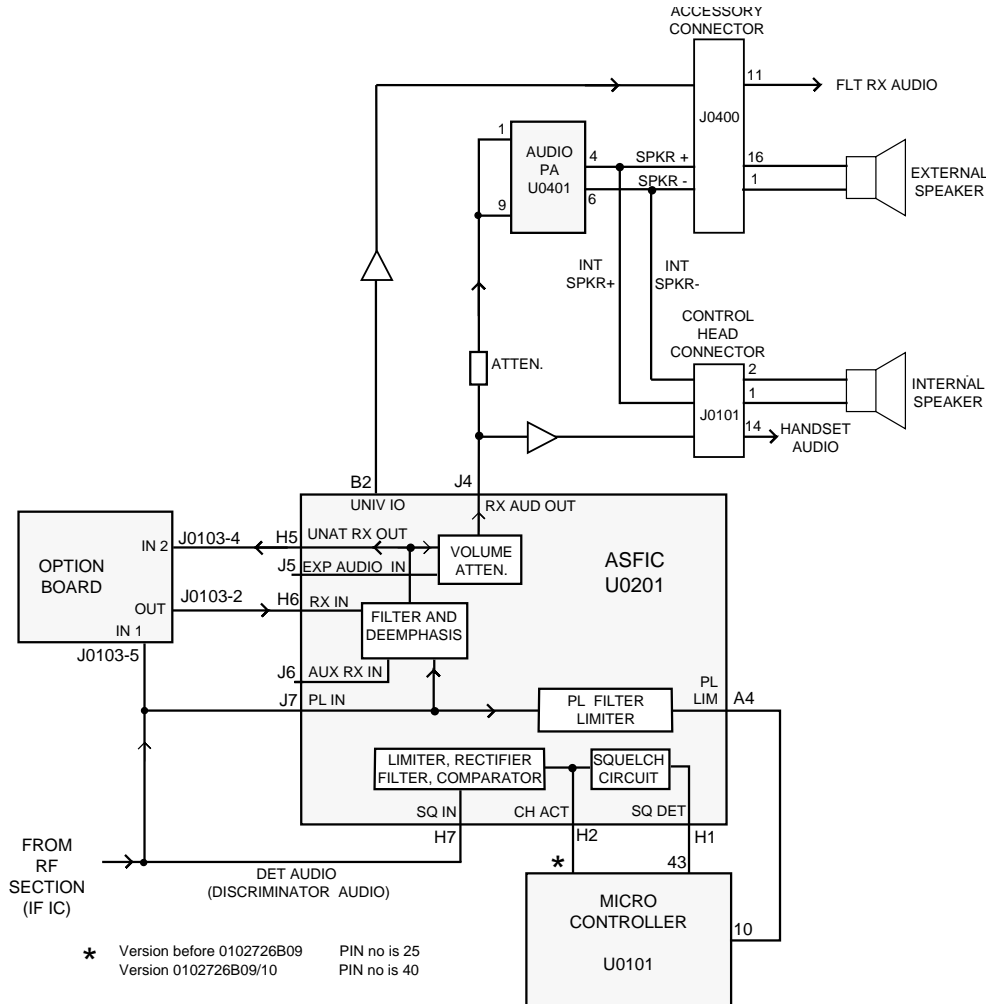 ACCESSORY
CONNECTOR
11
FLT RX AUDIO
J0400
1
AUDIO
PA
U0401
4
SPKR +
16
SPKR -
1
EXTERNAL
SPEAKER
9
6
INT
SPKR+
INT
SPKR-
CONTROL
HEAD
CONNECTOR
ATTEN.
2
1
INTERNAL
SPEAKER
J0101
14
HANDSET
AUDIO
B2
J4
UNIV IO
RX AUD OUT
OPTION
BOARD
IN 2
J0103-4
H5
UNAT RX OUT
VOLUME
ATTEN.
ASFIC
U0201
J5
EXP AUDIO IN
OUT
J0103-2
H6
RX IN
FILTER AND
DEEMPHASIS
IN 1
J0103-5
J6
AUX RX IN
J7
PL IN
PL FILTER
LIMITER
PL
LIM
A4
LIMITER, RECTIFIER
FILTER, COMPARATOR
SQUELCH
CIRCUIT
SQ IN
CH ACT
SQ DET
H7
H2
H1
FROM
RF
SECTION
(IF IC)
DET AUDIO
(DISCRIMINATOR AUDIO)
*
43
MICRO
CONTROLLER
U0101
10
* Version before 0102726B09 PIN no is 25
Version 0102726B09/10 PIN no is 40